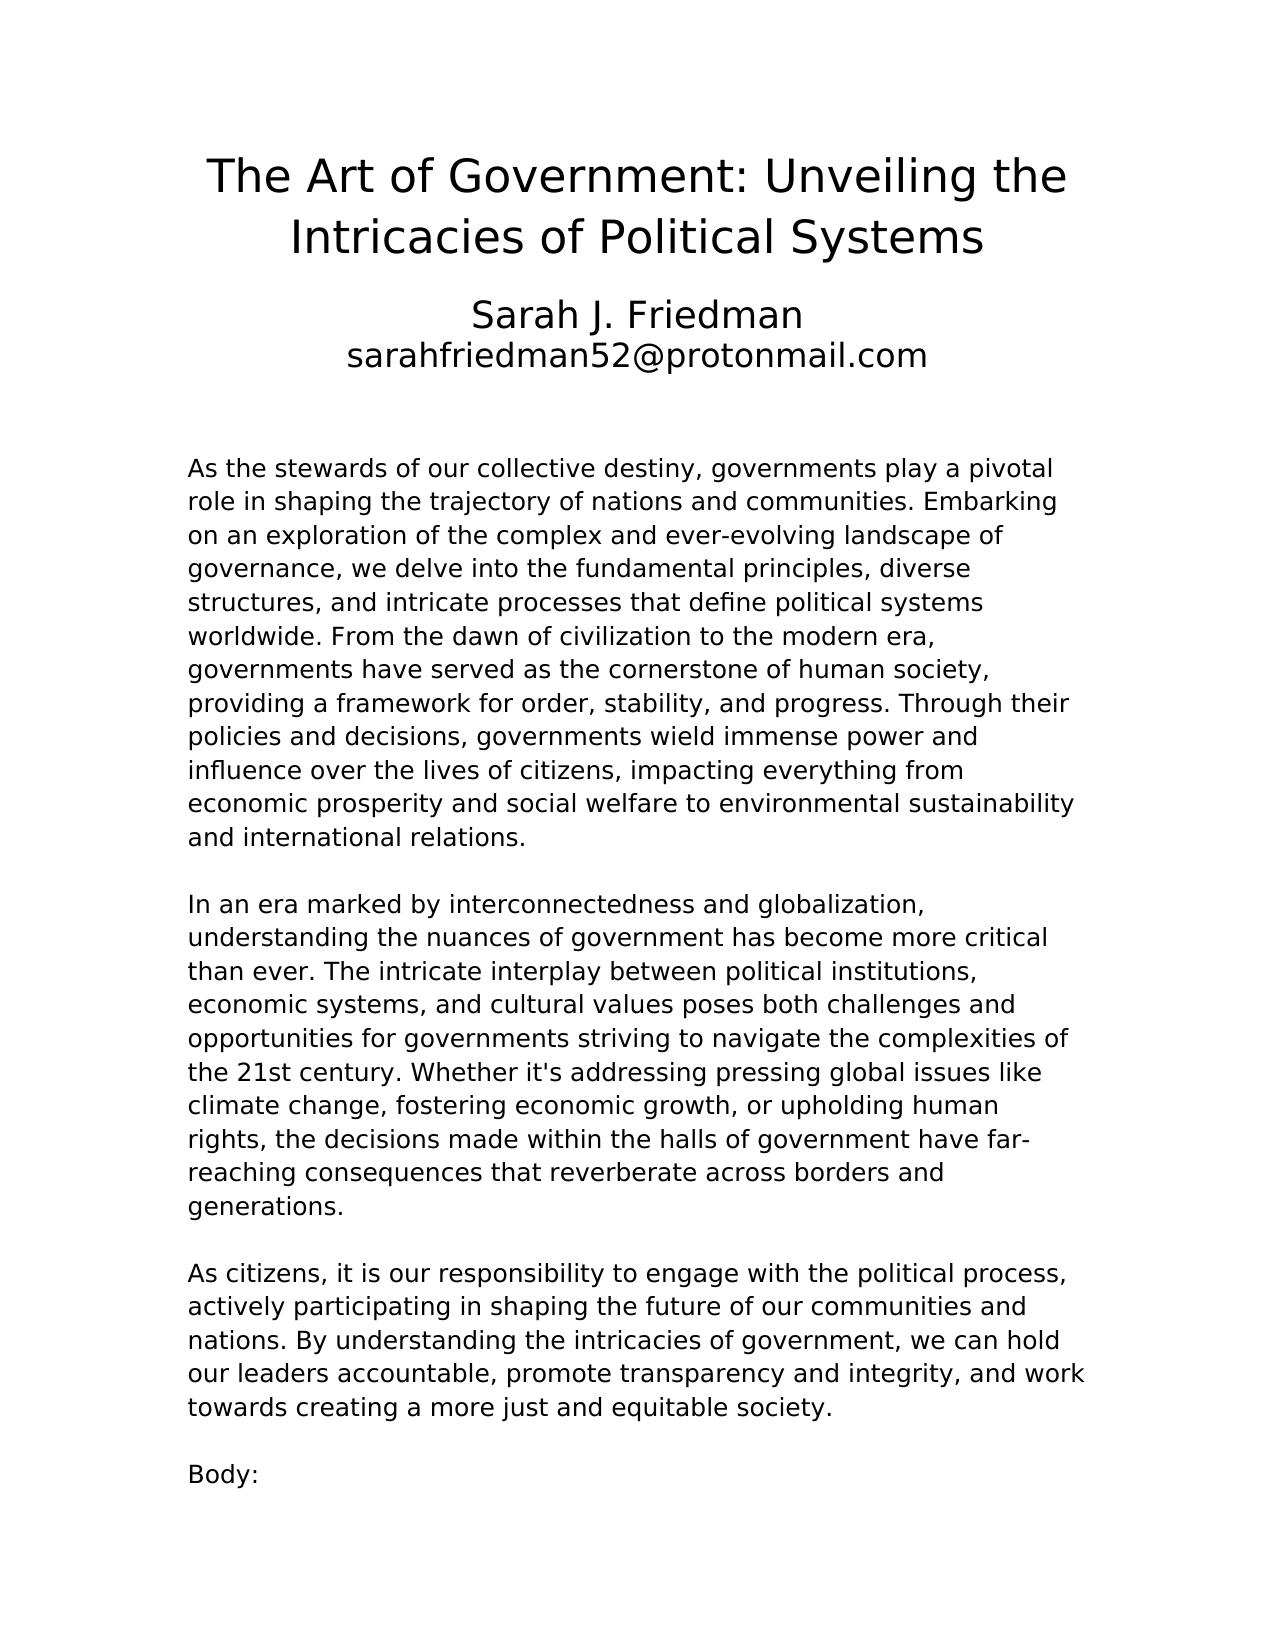 The Art of Government: Unveiling the
Intricacies of Political Systems
Sarah J. Friedman
sarahfriedman52@protonmail.com
As the stewards of our collective destiny, governments play a pivotal
role in shaping the trajectory of nations and communities. Embarking
on an exploration of the complex and ever-evolving landscape of
governance, we delve into the fundamental principles, diverse
structures, and intricate processes that define political systems
worldwide. From the dawn of civilization to the modern era,
governments have served as the cornerstone of human society,
providing a framework for order, stability, and progress. Through their
policies and decisions, governments wield immense power and
influence over the lives of citizens, impacting everything from
economic prosperity and social welfare to environmental sustainability
and international relations.
In an era marked by interconnectedness and globalization,
understanding the nuances of government has become more critical
than ever. The intricate interplay between political institutions,
economic systems, and cultural values poses both challenges and
opportunities for governments striving to navigate the complexities of
the 21st century. Whether it's addressing pressing global issues like
climate change, fostering economic growth, or upholding human
rights, the decisions made within the halls of government have far-
reaching consequences that reverberate across borders and
generations.
As citizens, it is our responsibility to engage with the political process,
actively participating in shaping the future of our communities and
nations. By understanding the intricacies of government, we can hold
our leaders accountable, promote transparency and integrity, and work
towards creating a more just and equitable society.
Body: